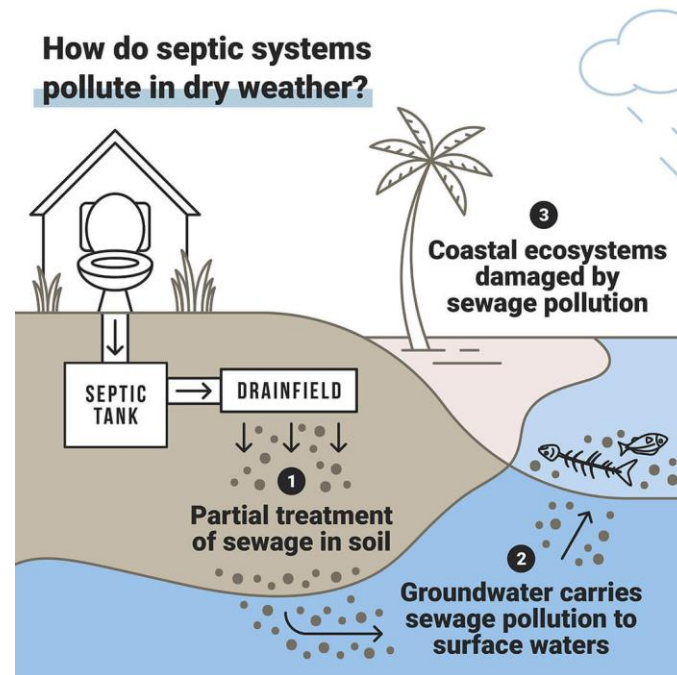 How do septic systems
pollute in dry weather?
3
Coastal ecosystems
damaged by
sewage pollution
SEPTIC
TANK
DRAINFIELD
1
Partial treatment
of sewage in soil
2
Groundwater carries
sewage pollution to
surface waters